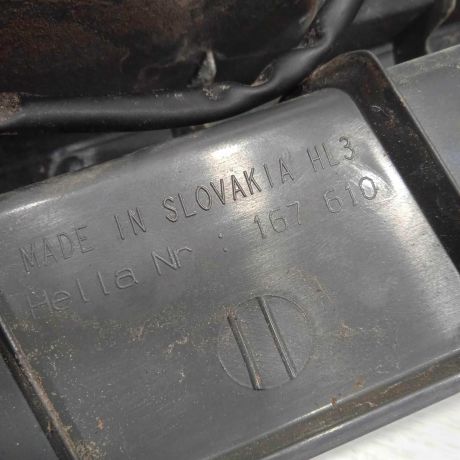 MADE IN SLOVAKIA HL3
Hella Nr : 167 610